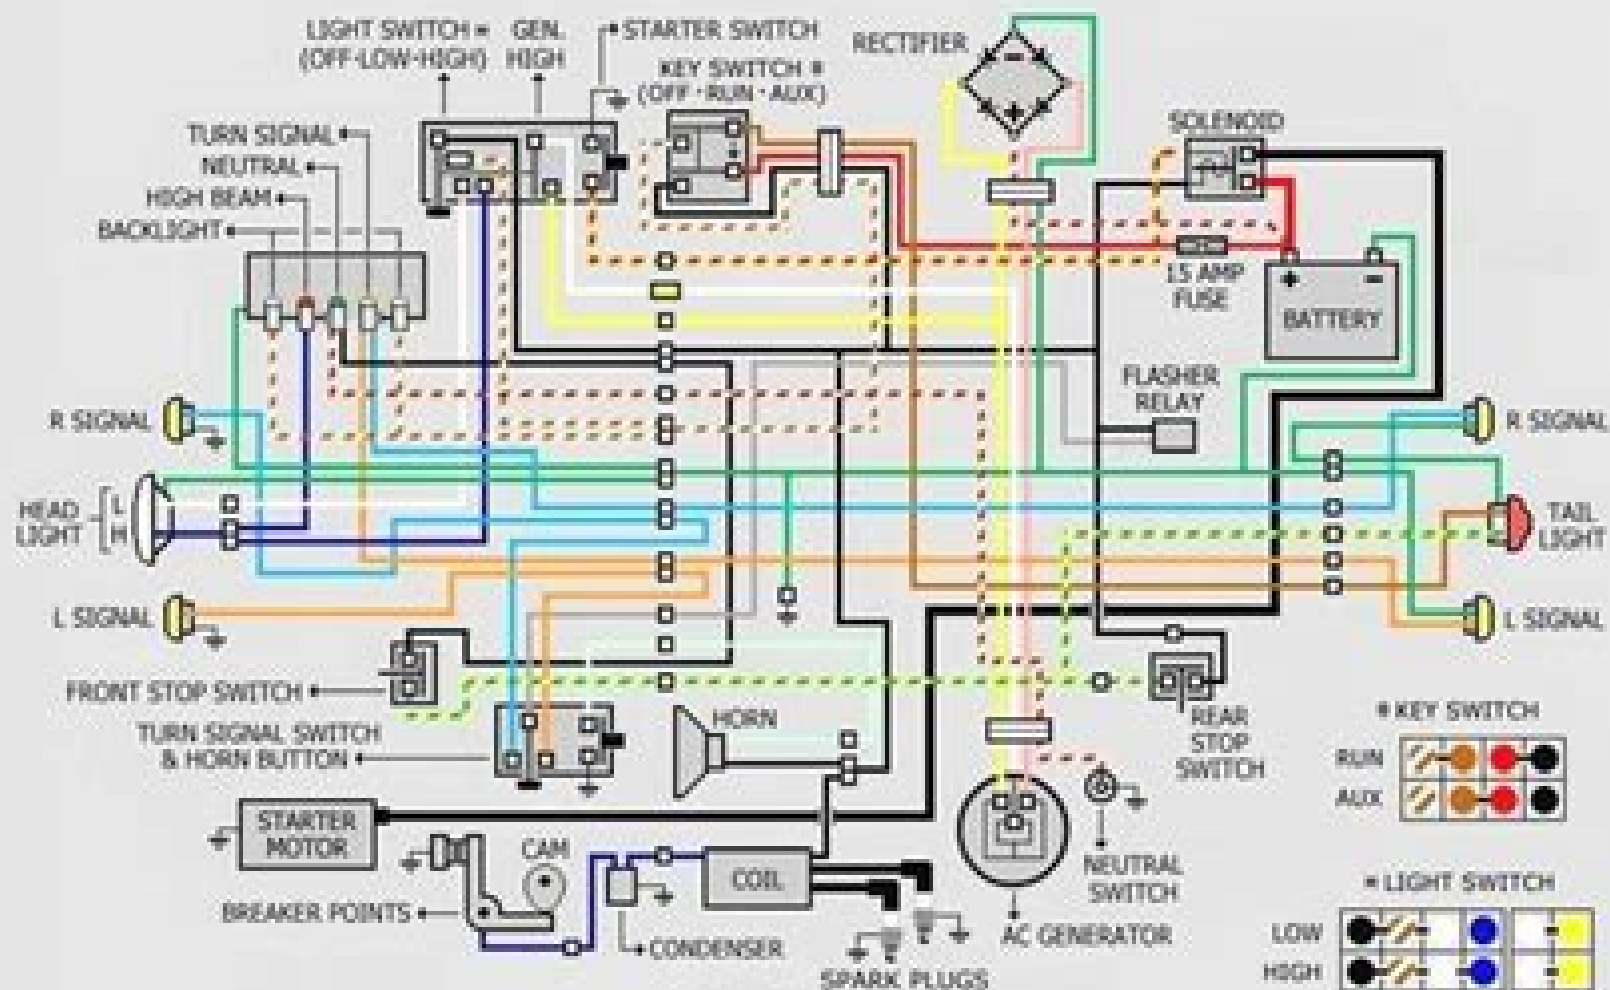 LIGHT SWITCH *
(OFF·LOW·HIGH)
GEN.
HIGH
STARTER SWITCH
KEY SWITCH *
(OFF · RUN · AUX)
RECTIFIER
SOLENOID
TURN SIGNAL
NEUTRAL
HIGH BEAM
BACKLIGHT
15 AMP
FUSE
+ -
BATTERY
FLASHER
RELAY
R SIGNAL
R SIGNAL
HEAD
LIGHT
L
H
TAIL
LIGHT
L SIGNAL
L SIGNAL
FRONT STOP SWITCH
TURN SIGNAL SWITCH
& HORN BUTTON
HORN
REAR
STOP
SWITCH
* KEY SWITCH
RUN
AUX
STARTER
MOTOR
CAM
BREAKER POINTS
COIL
CONDENSER
SPARK PLUGS
AC GENERATOR
NEUTRAL
SWITCH
* LIGHT SWITCH
LOW
HIGH